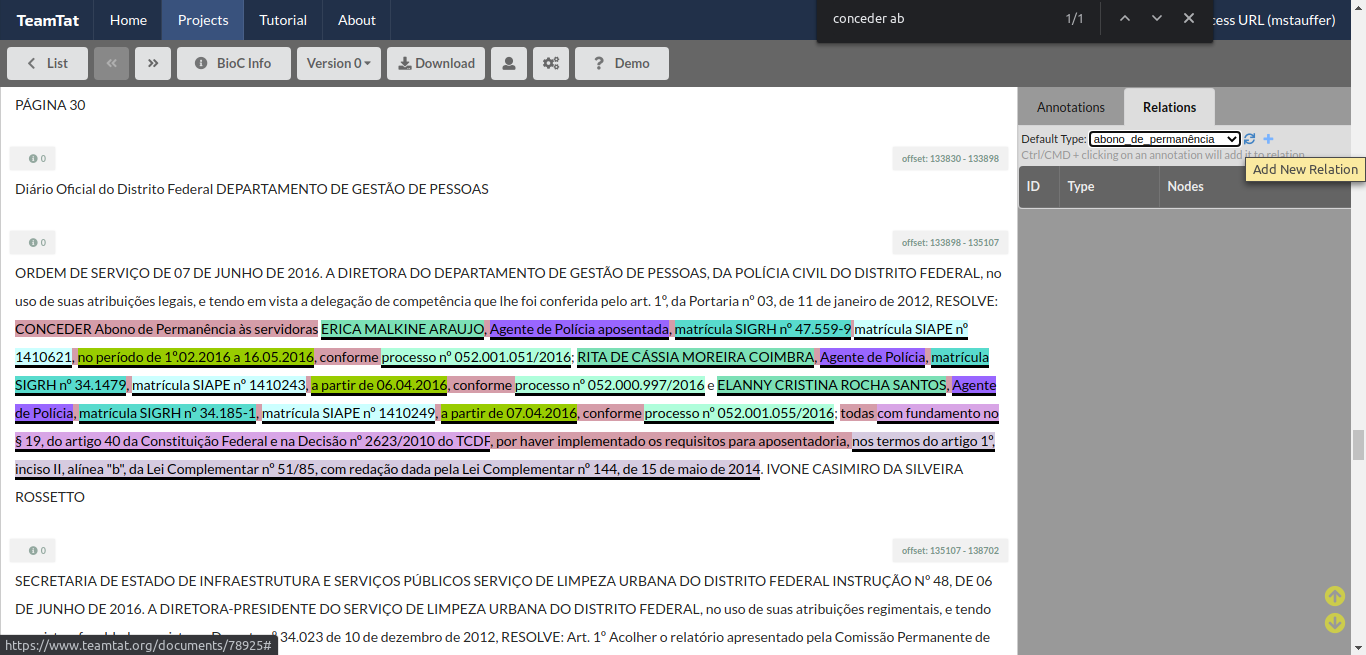 TeamTat Home Projects Tutorial About conceder ab 1/1 cess URL (mstauffer)
List BioC Info Version 0 Download ? Demo
PÁGINA 30
0 offset: 133830 - 133898
Diário Oficial do Distrito Federal DEPARTAMENTO DE GESTÃO DE PESSOAS
0 offset: 133898 - 135107
ORDEM DE SERVIÇO DE 07 DE JUNHO DE 2016. A DIRETORA DO DEPARTAMENTO DE GESTÃO DE PESSOAS, DA POLÍCIA CIVIL DO DISTRITO FEDERAL, no
uso de suas atribuições legais, e tendo em vista a delegação de competência que lhe foi conferida pelo art. 1º, da Portaria nº 03, de 11 de janeiro de 2012, RESOLVE:
CONCEDER Abono de Permanência às servidoras ERICA MALKINE ARAUJO, Agente de Polícia aposentada, matrícula SIGRH nº 47.559-9 matrícula SIAPE nº
1410621, no período de 1º.02.2016 a 16.05.2016, conforme processo nº 052.001.051/2016; RITA DE CÁSSIA MOREIRA COIMBRA, Agente de Polícia, matrícula
SIGRH nº 34.1479, matrícula SIAPE nº 1410243, a partir de 06.04.2016, conforme processo nº 052.000.997/2016 e ELANNY CRISTINA ROCHA SANTOS, Agente
de Polícia, matrícula SIGRH nº 34.185-1, matrícula SIAPE nº 1410249, a partir de 07.04.2016, conforme processo nº 052.001.055/2016; todas com fundamento no
§ 19, do artigo 40 da Constituição Federal e na Decisão nº 2623/2010 do TCDF, por haver implementado os requisitos para aposentadoria, nos termos do artigo 1º,
inciso II, alínea "b", da Lei Complementar nº 51/85, com redação dada pela Lei Complementar nº 144, de 15 de maio de 2014. IVONE CASIMIRO DA SILVEIRA
ROSSETTO
0 offset: 135107 - 138702
SECRETARIA DE ESTADO DE INFRAESTRUTURA E SERVIÇOS PÚBLICOS SERVIÇO DE LIMPEZA URBANA DO DISTRITO FEDERAL INSTRUÇÃO Nº 48, DE 06
DE JUNHO DE 2016. A DIRETORA-PRESIDENTE DO SERVIÇO DE LIMPEZA URBANA DO DISTRITO FEDERAL, no uso de suas atribuições regimentais, e tendo
34.023 de 10 de dezembro de 2012, RESOLVE: Art. 1º Acolher o relatório apresentado pela Comissão Permanente de
https://www.teamtat.org/documents/78925#
Annotations Relations
Default Type: abono_de_permanência
Ctrl/CMD + clicking on an annotation will add it to relation
Add New Relation
ID Type Nodes